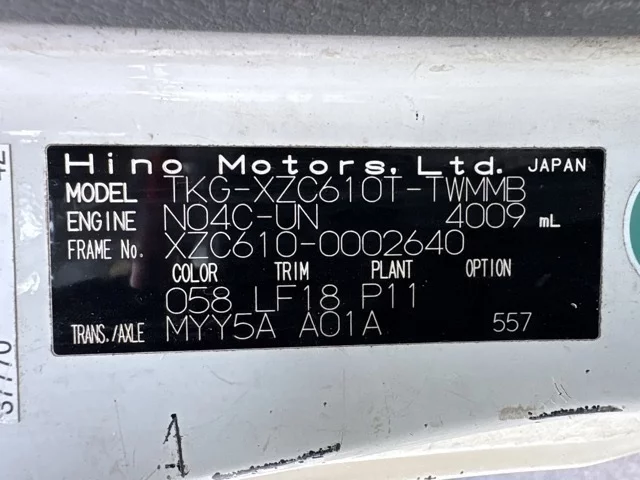 Hino Motors, Ltd. JAPAN
MODEL TKG-XZC610T-TWMMB
ENGINE N04C-UN 4009 mL
FRAME No. XZC610-0002640
COLOR TRIM PLANT OPTION
058 LF18 P11
TRANS./AXLE MYY5A A01A 557